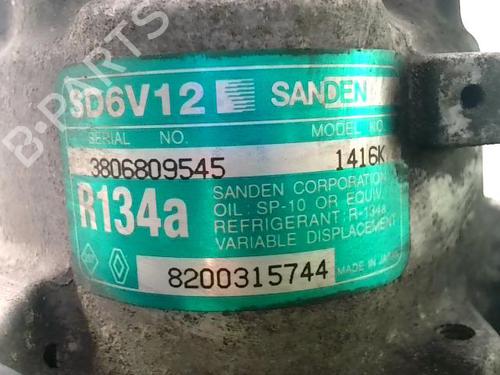 SD6V12 SANDEN
SERIAL NO. MODEL NO
3806809545 1416K
R134a
SANDEN CORPORATION
OIL: SP-10 OR EQUIV.
REFRIGERANT: R-134a
VARIABLE DISPLACEMENT
8200315744
MADE IN
B-PARTS